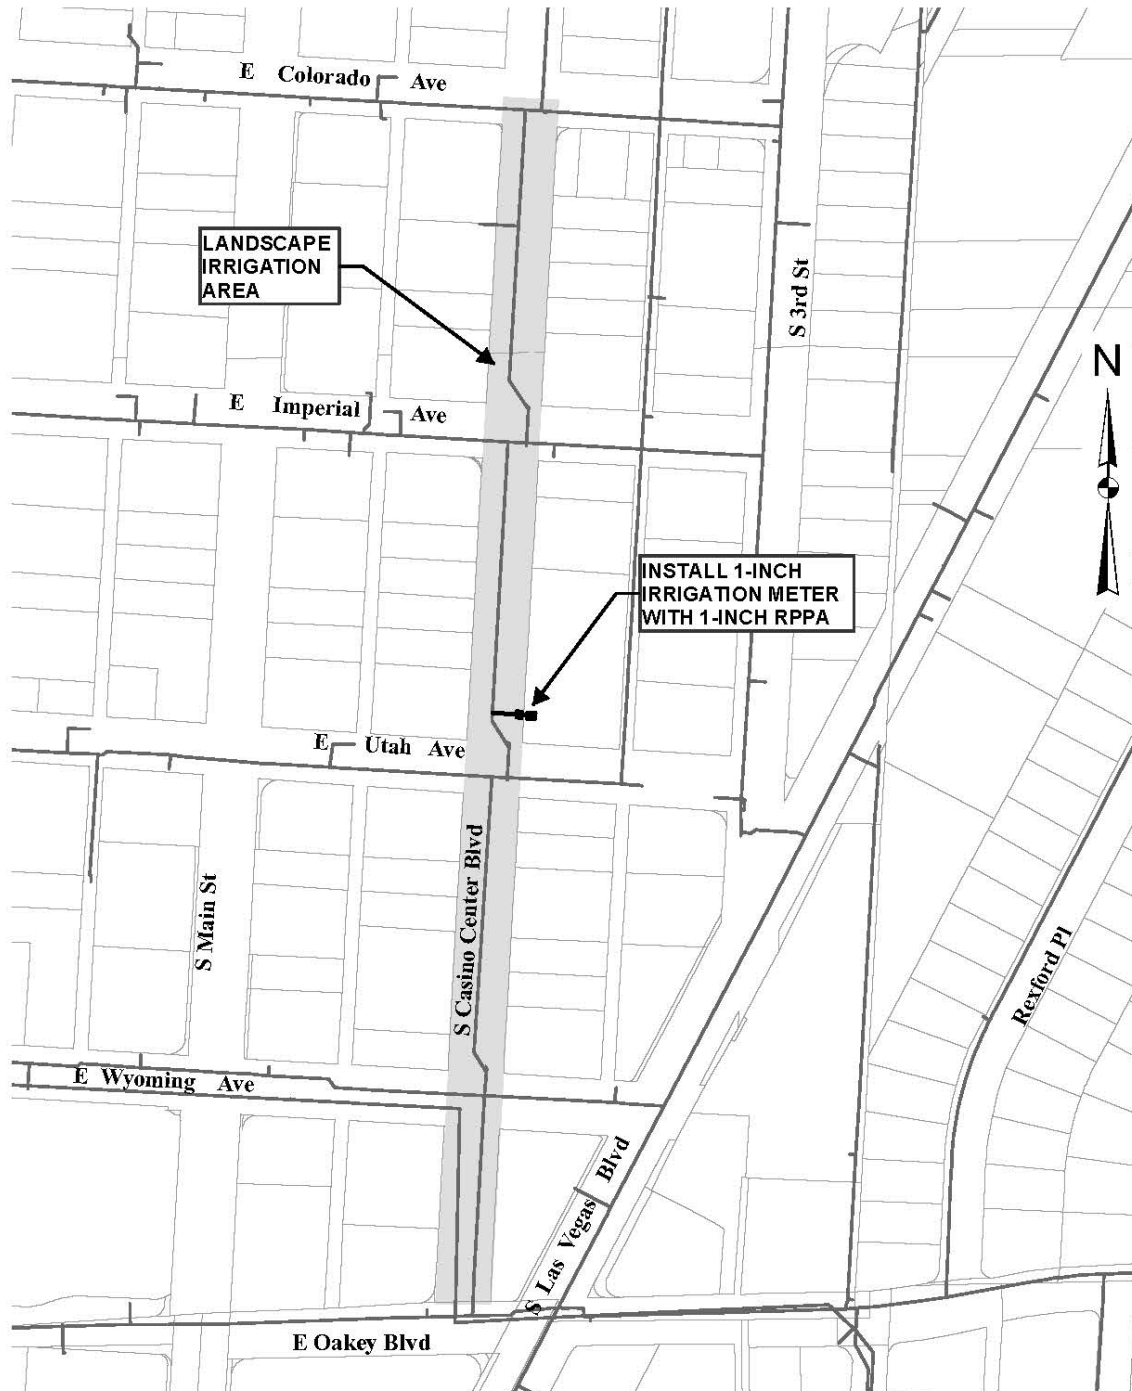 E Colorado Ave
LANDSCAPE
IRRIGATION
AREA
S 3rd St
N
E Imperial Ave
INSTALL 1-INCH
IRRIGATION METER
WITH 1-INCH RPPA
E Utah Ave
S Casino Center Blvd
S Main St
Rexford Pl
E Wyoming Ave
S Las Vegas Blvd
E Oakey Blvd